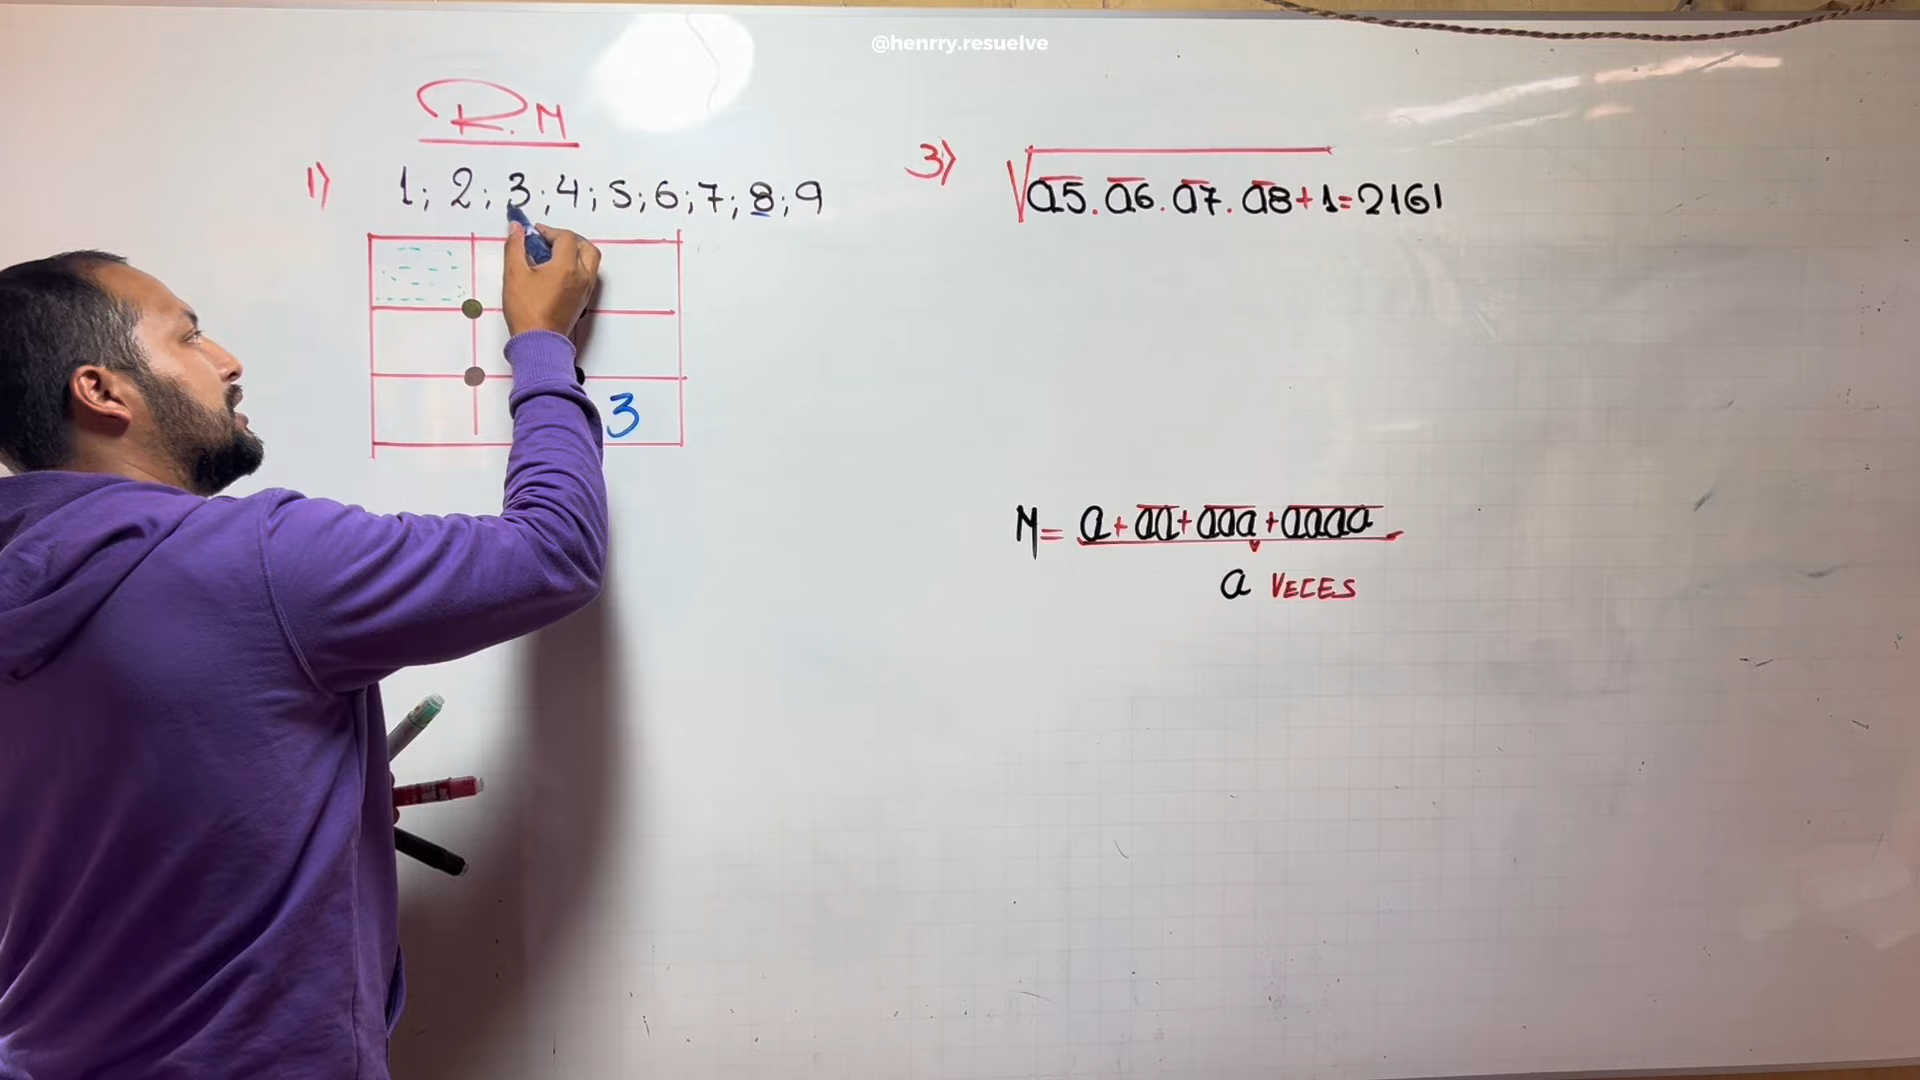 @henrry.resuelve
R.M
1) 1; 2; 3; 4; 5; 6; 7; 8; 9
3
3) √a5.a6.a7.a8+1=2161
M= a+aa+aaa+aaaa
a VECES